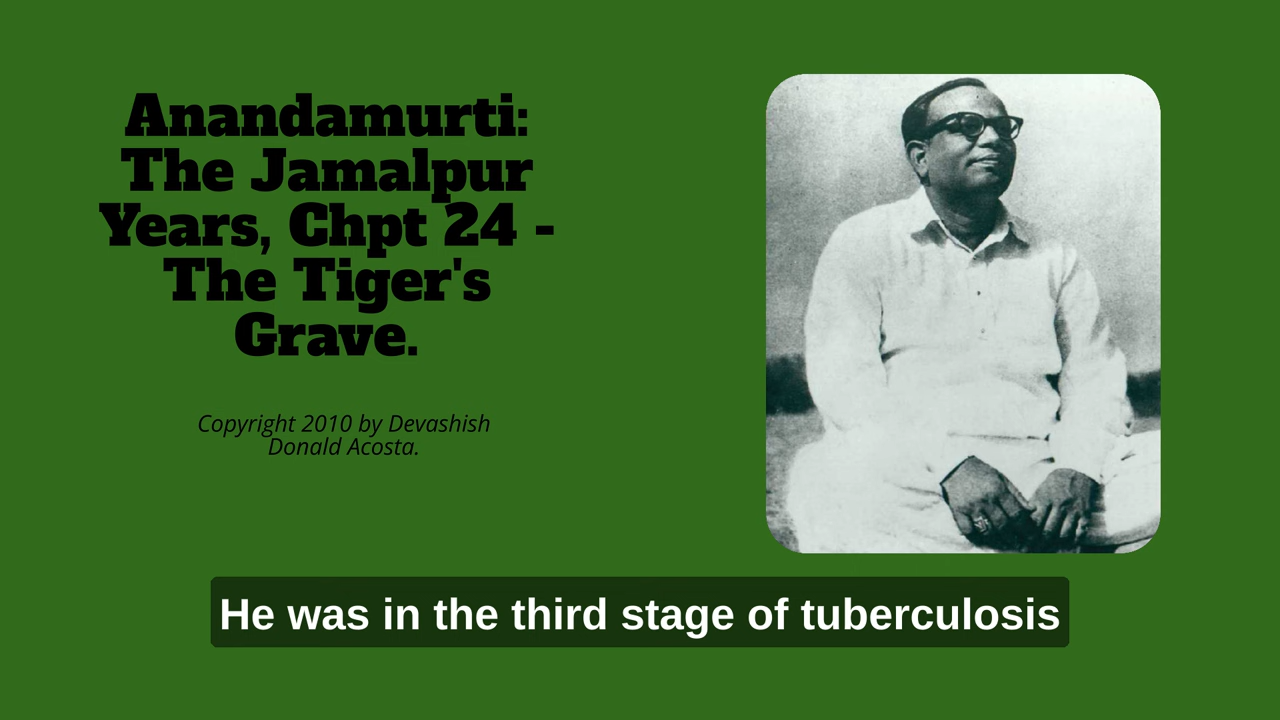 Anandamurti:
The Jamalpur
Years, Chpt 24 -
The Tiger's
Grave.
Copyright 2010 by Devashish
Donald Acosta.
He was in the third stage of tuberculosis